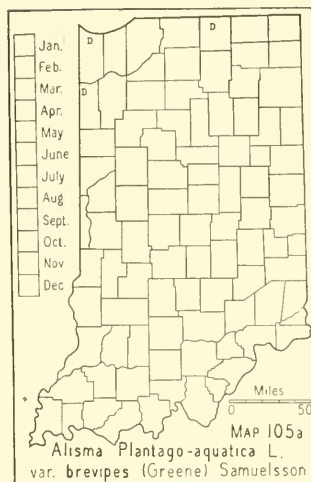 D
D
D
Jan.
Feb.
Mar.
Apr.
May
June
July
Aug
Sept.
Oct.
Nov
Dec
Miles
0 50
MAP 105a
Alisma Plantago-aquatica L.
var. brevipes (Greene) Samuelsson